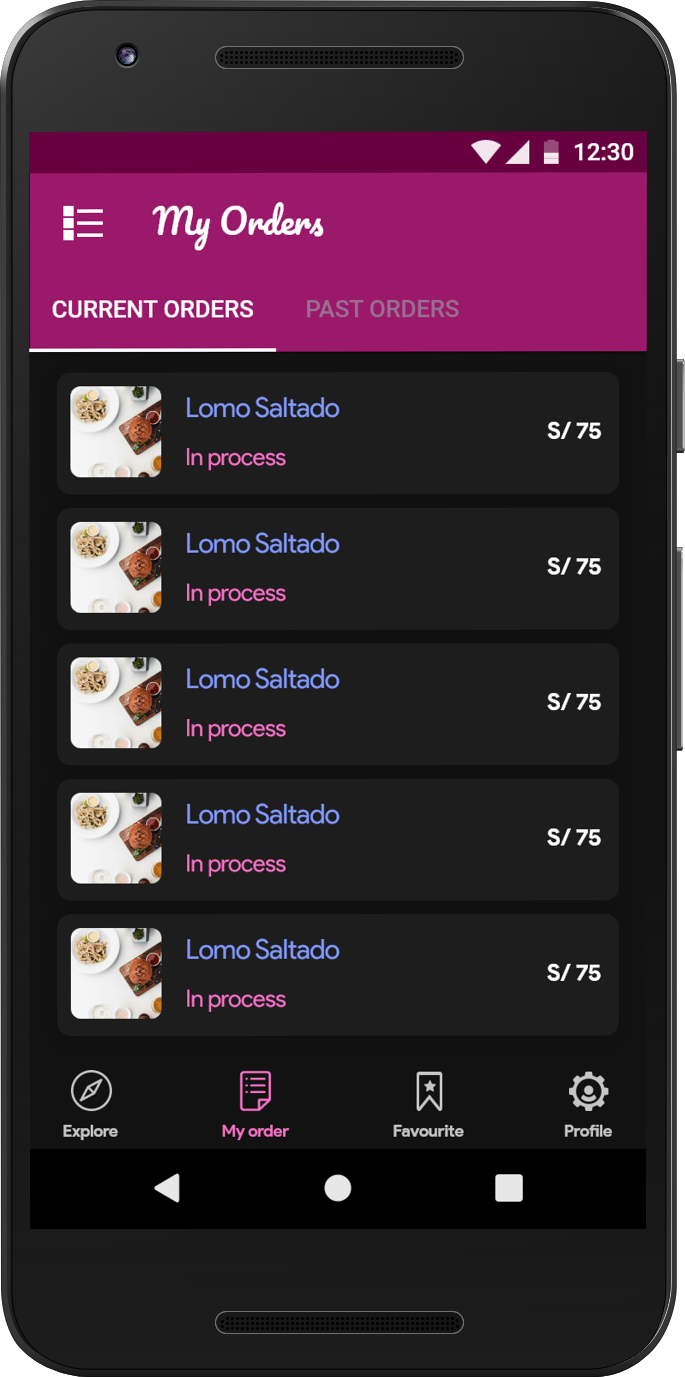 12:30
My Orders
CURRENT ORDERS PAST ORDERS
Lomo Saltado
S/ 75
In process
Lomo Saltado
S/ 75
In process
Lomo Saltado
S/ 75
In process
Lomo Saltado
S/ 75
In process
Lomo Saltado
S/ 75
In process
Explore My order Favourite Profile